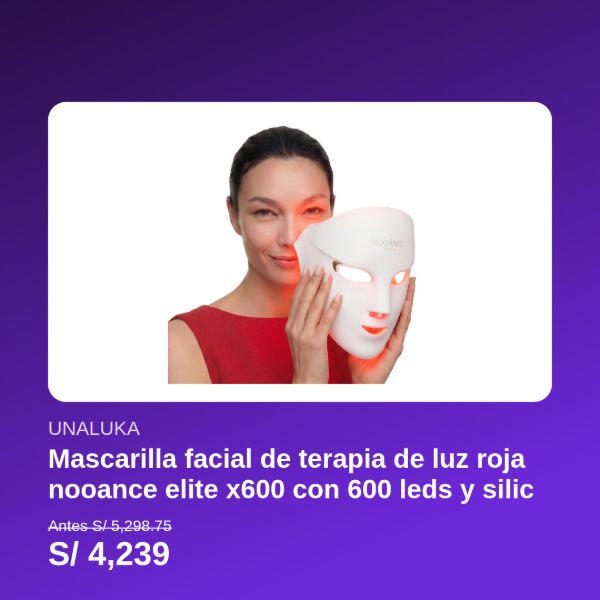 NOOANCE
UNALUKA
Mascarilla facial de terapia de luz roja
nooance elite x600 con 600 leds y silic
Antes S/ 5,298.75
S/ 4,239